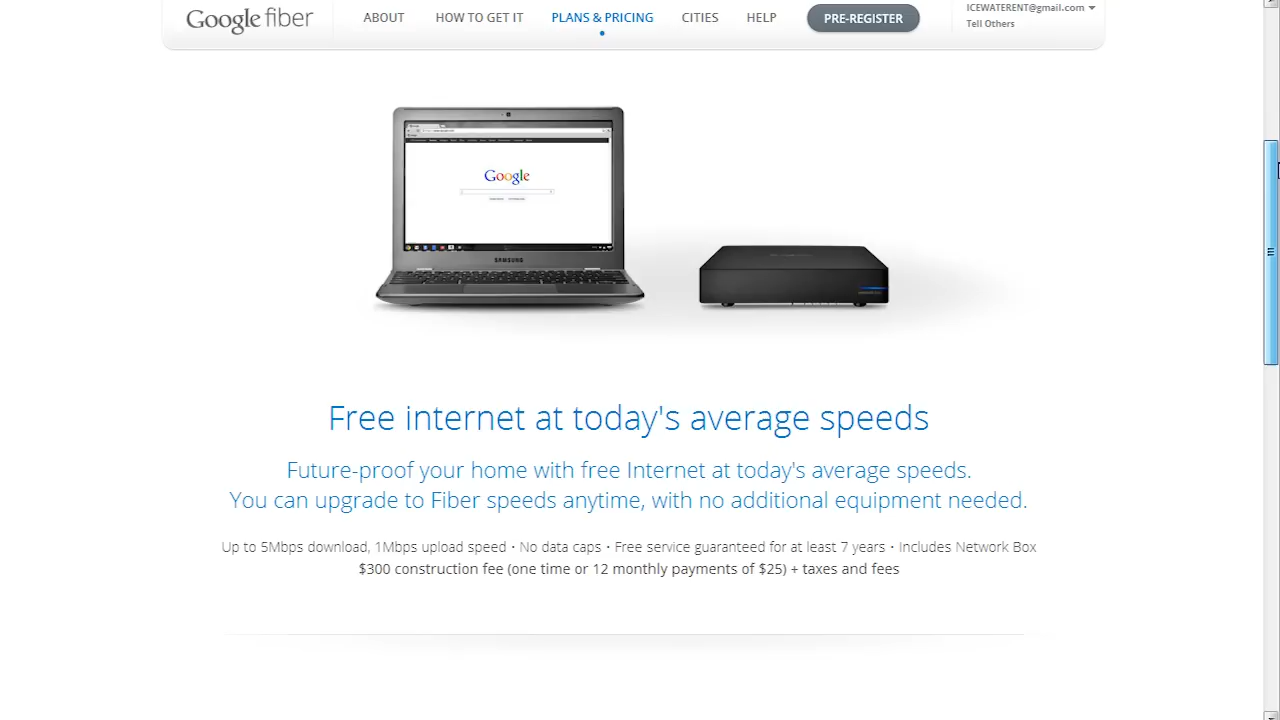 Google fiber
ABOUT
HOW TO GET IT
PLANS & PRICING
CITIES
HELP
PRE-REGISTER
ICEWATERENT@gmail.com
Tell Others
Google
SAMSUNG
Free internet at today's average speeds
Future-proof your home with free Internet at today's average speeds.
You can upgrade to Fiber speeds anytime, with no additional equipment needed.
Up to 5Mbps download, 1Mbps upload speed • No data caps • Free service guaranteed for at least 7 years • Includes Network Box
$300 construction fee (one time or 12 monthly payments of $25) + taxes and fees